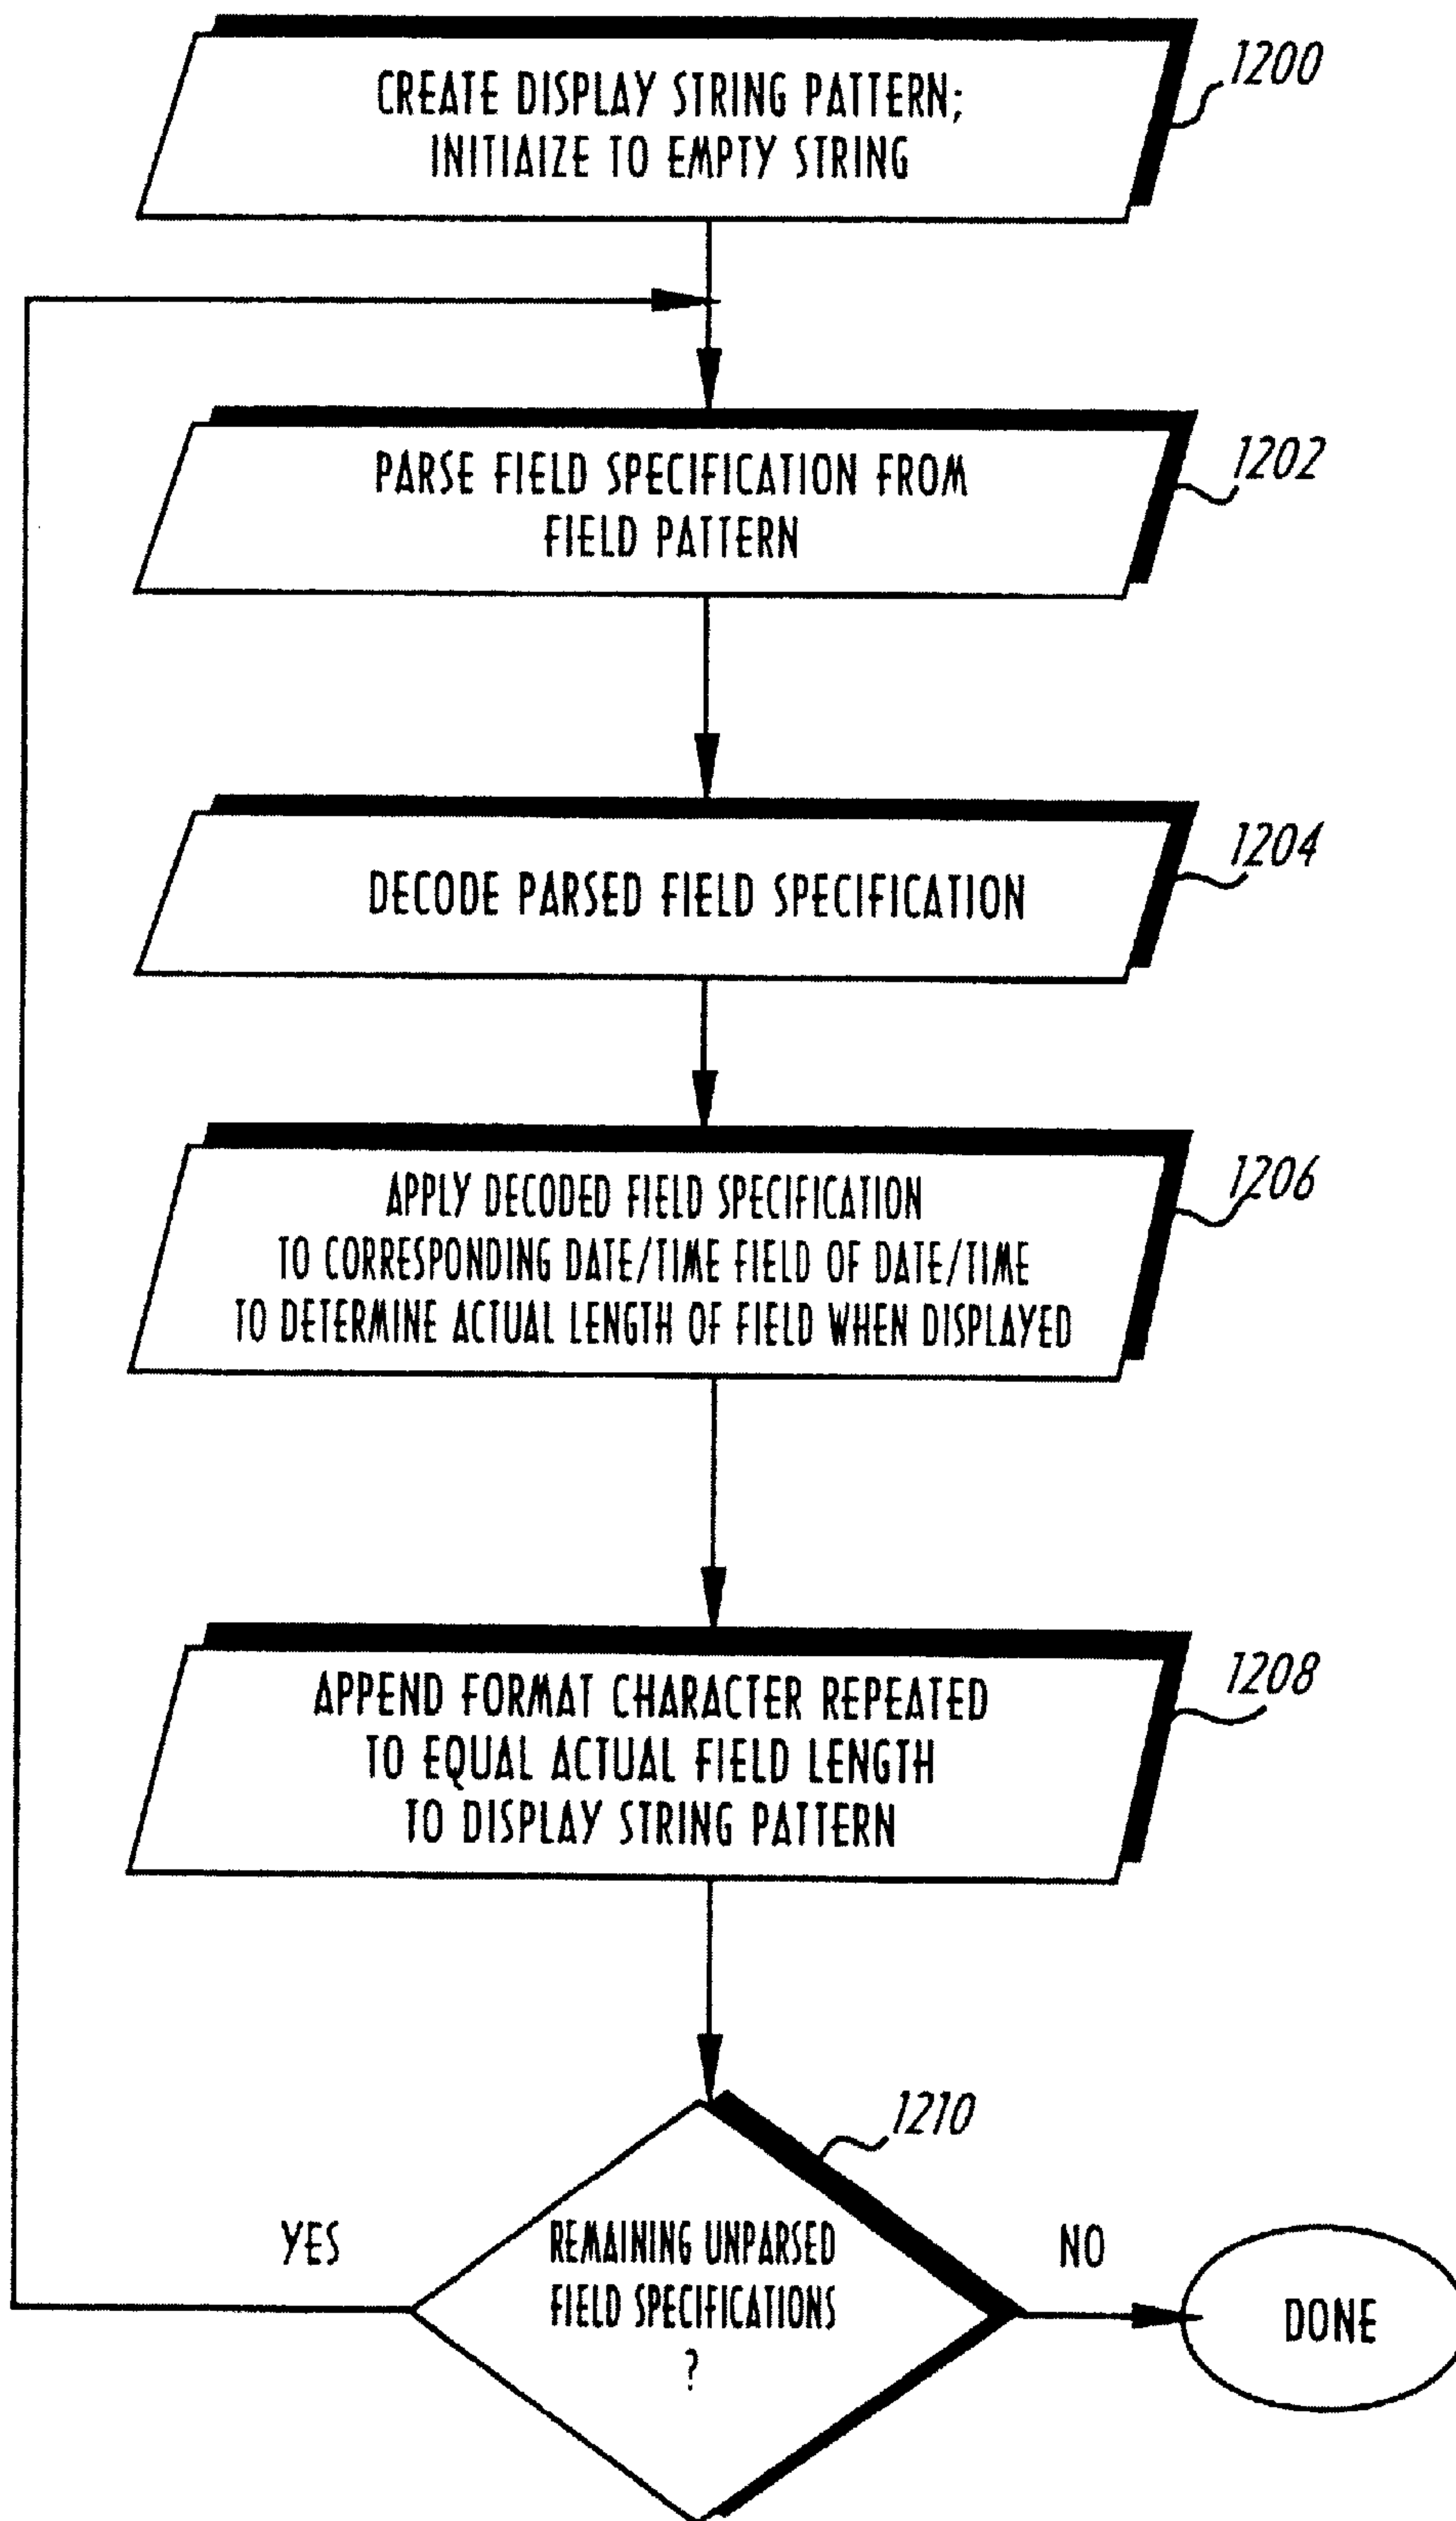 CREATE DISPLAY STRING PATTERN;
INITIAIZE TO EMPTY STRING
1200
PARSE FIELD SPECIFICATION FROM
FIELD PATTERN
1202
DECODE PARSED FIELD SPECIFICATION
1204
APPLY DECODED FIELD SPECIFICATION
TO CORRESPONDING DATE/TIME FIELD OF DATE/TIME
TO DETERMINE ACTUAL LENGTH OF FIELD WHEN DISPLAYED
1206
APPEND FORMAT CHARACTER REPEATED
TO EQUAL ACTUAL FIELD LENGTH
TO DISPLAY STRING PATTERN
1208
1210
YES
REMAINING UNPARSED
FIELD SPECIFICATIONS
?
NO
DONE